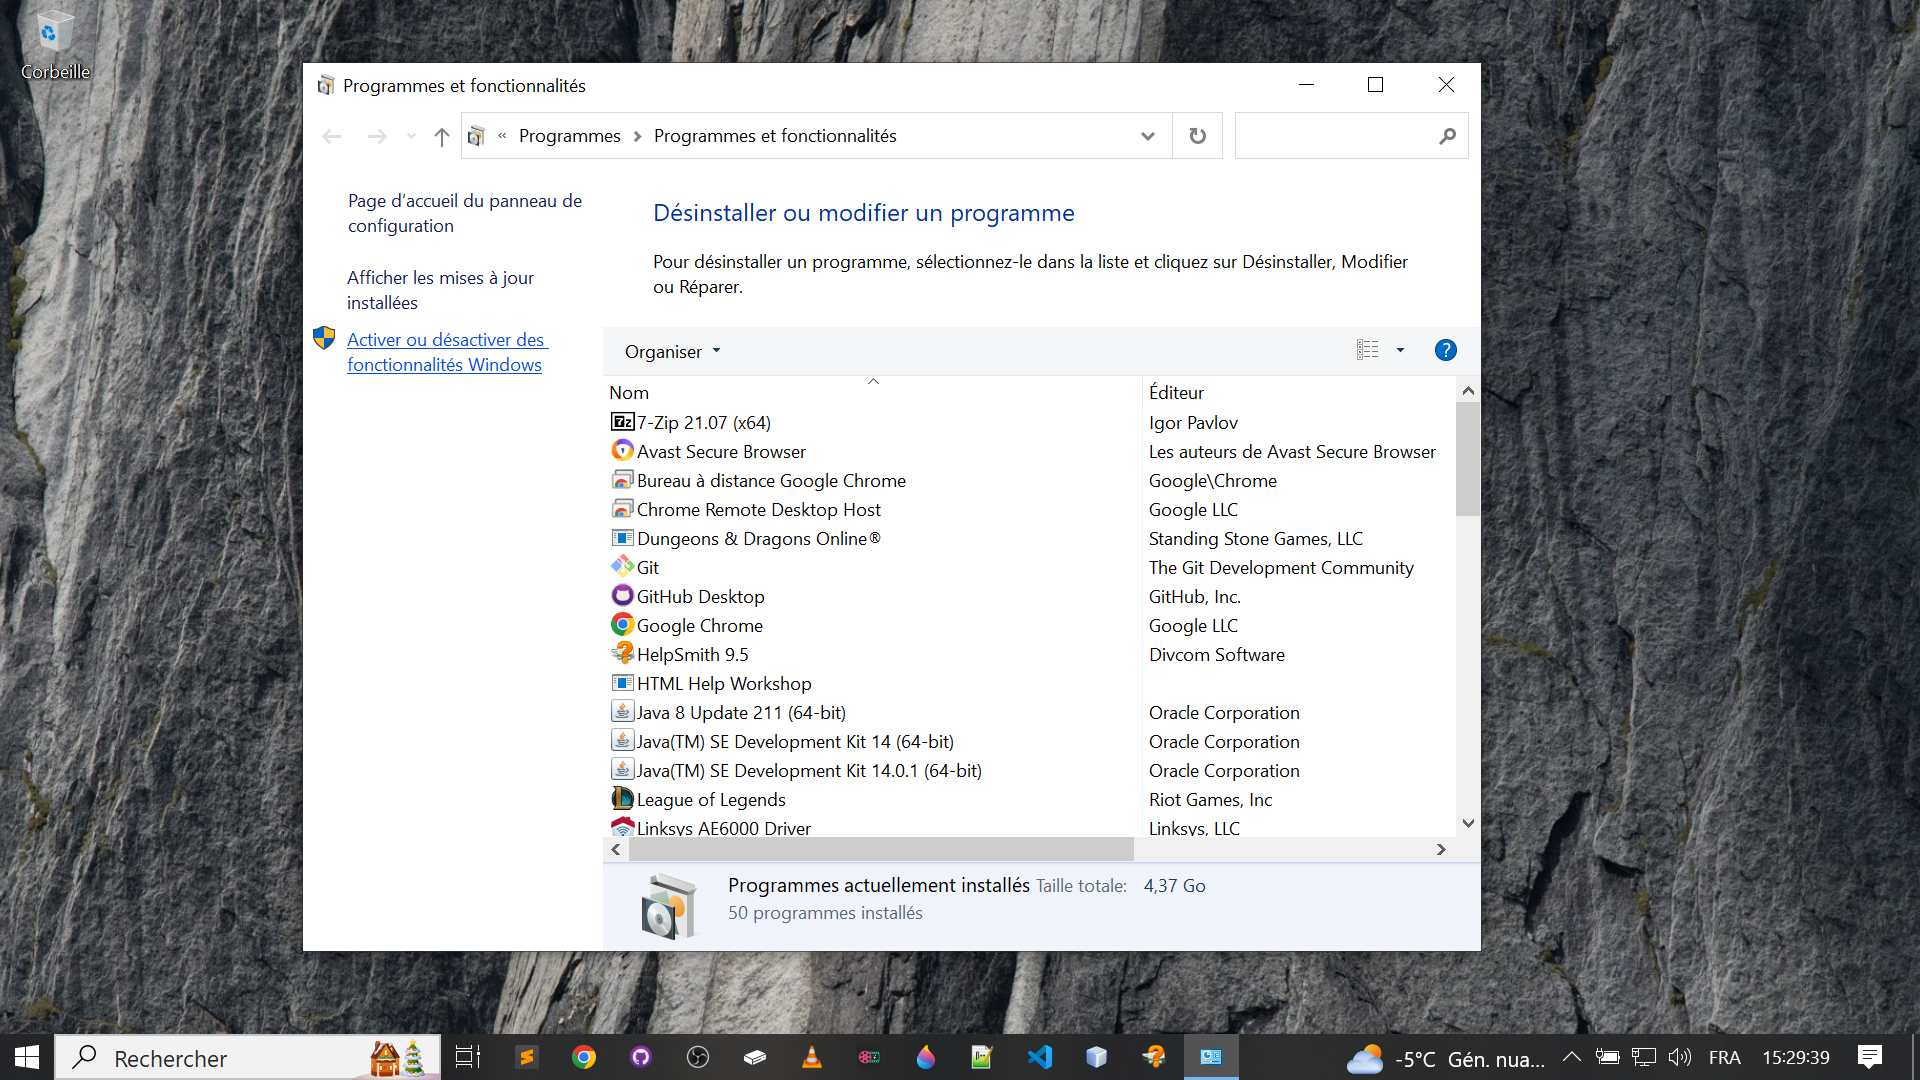 Corbeille
Programmes et fonctionnalités
« Programmes > Programmes et fonctionnalités
Page d'accueil du panneau de
configuration
Afficher les mises à jour
installées
Activer ou désactiver des
fonctionnalités Windows
Désinstaller ou modifier un programme
Pour désinstaller un programme, sélectionnez-le dans la liste et cliquez sur Désinstaller, Modifier
ou Réparer.
Organiser
Nom Éditeur
7-Zip 21.07 (x64) Igor Pavlov
Avast Secure Browser Les auteurs de Avast Secure Browser
Bureau à distance Google Chrome Google\Chrome
Chrome Remote Desktop Host Google LLC
Dungeons & Dragons Online® Standing Stone Games, LLC
Git The Git Development Community
GitHub Desktop GitHub, Inc.
Google Chrome Google LLC
HelpSmith 9.5 Divcom Software
HTML Help Workshop
Java 8 Update 211 (64-bit) Oracle Corporation
Java(TM) SE Development Kit 14 (64-bit) Oracle Corporation
Java(TM) SE Development Kit 14.0.1 (64-bit) Oracle Corporation
League of Legends Riot Games, Inc
Linksys AE6000 Driver Linksys, LLC
Programmes actuellement installés Taille totale: 4,37 Go
50 programmes installés
Rechercher -5°C Gén. nua... FRA 15:29:39